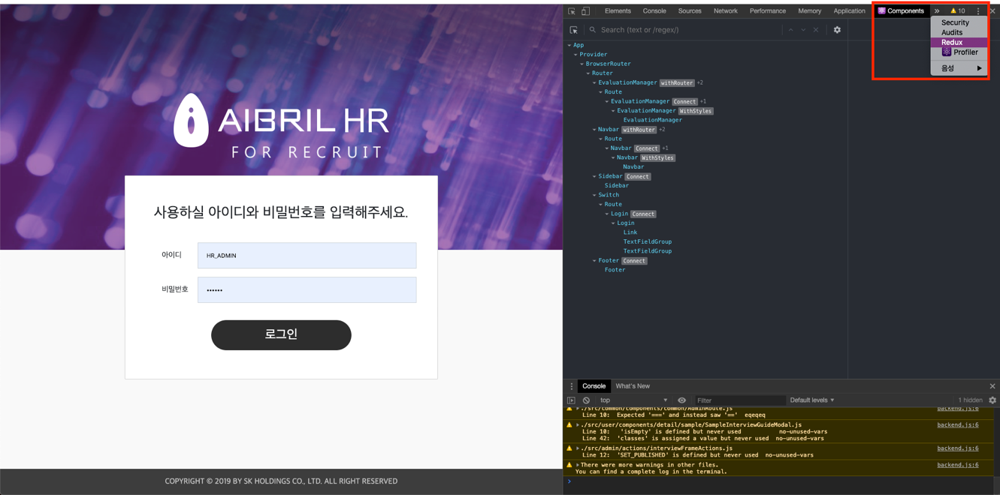 AIBRIL HR
FOR RECRUIT
사용하실 아이디와 비밀번호를 입력해주세요.
아이디
HR_ADMIN
비밀번호
••••••
로그인
COPYRIGHT © 2019 BY SK HOLDINGS CO., LTD. ALL RIGHT RESERVED
Elements Console Sources Network Performance Memory Application Components » 10
Security
Audits
Redux
Profiler
음성
Search (text or /regex/)
App
Provider
BrowserRouter
Router
EvaluationManager withRouter +2
Route
EvaluationManager Connect +1
EvaluationManager WithStyles
EvaluationManager
Navbar withRouter +2
Route
Navbar Connect +1
Navbar WithStyles
Navbar
Sidebar Connect
Sidebar
Switch
Route
Login Connect
Login
Link
TextFieldGroup
TextFieldGroup
Footer Connect
Footer
Console What's New
top Filter Default levels 1 hidden
./src/common/components/common/AdminRoute.js backend.js:6
Line 10: Expected '===' and instead saw '==' eqeqeq
./src/user/components/detail/sample/SampleInterviewGuideModal.js backend.js:6
Line 10: 'isEmpty' is defined but never used no-unused-vars
Line 42: 'classes' is assigned a value but never used no-unused-vars
./src/admin/actions/interviewFrameActions.js backend.js:6
Line 12: 'SET_PUBLISHED' is defined but never used no-unused-vars
There were more warnings in other files. backend.js:6
You can find a complete log in the terminal.